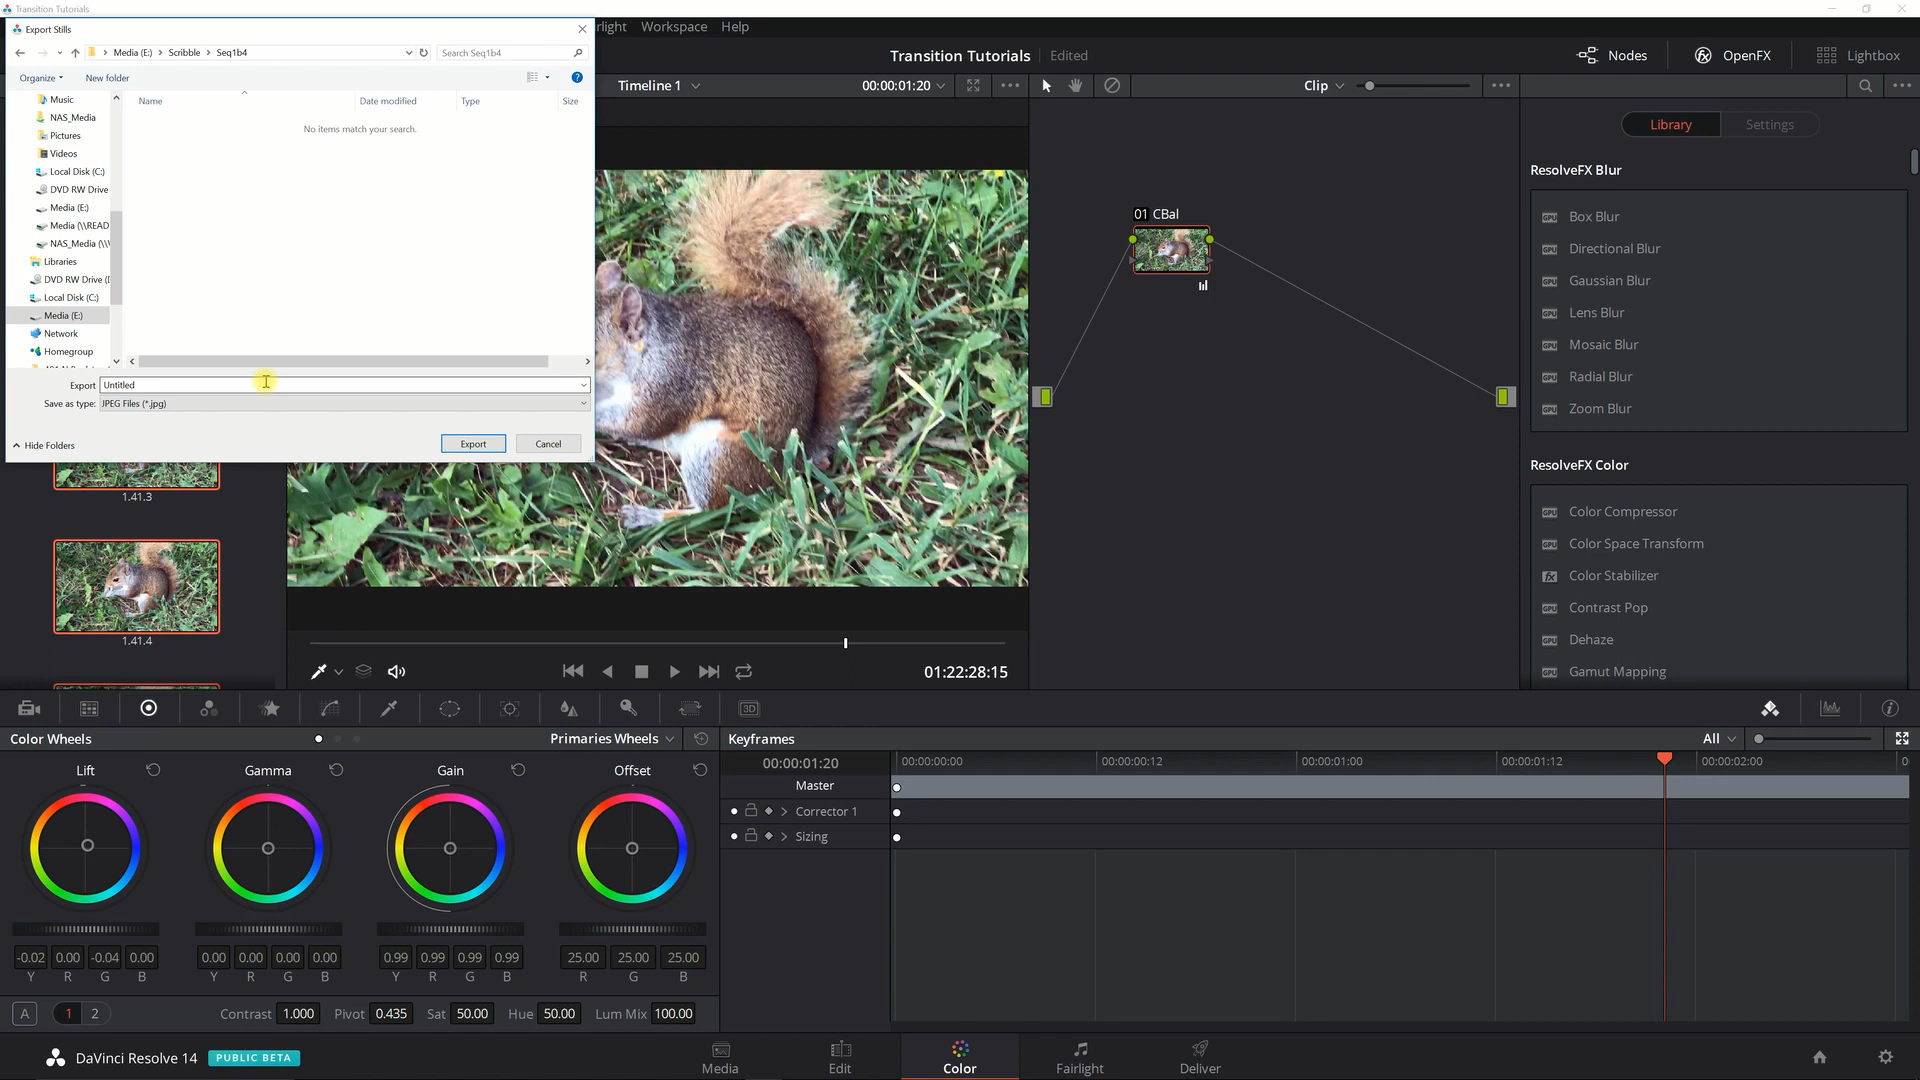 Transition Tutorials
Export Stills
Media (E:) > Scribble > Seq1b4
Search Seq1b4
Organize
New folder
Name
Date modified
Type
Size
No items match your search.
Music
NAS_Media
Pictures
Videos
Local Disk (C:)
DVD RW Drive
Media (E:)
Media (\\READ
NAS_Media (\\
Libraries
DVD RW Drive (
Local Disk (C:)
Media (E:)
Network
Homegroup
Export
Untitled
Save as type:
JPEG Files (*.jpg)
Hide Folders
Export
Cancel
rlight
Workspace
Help
Transition Tutorials
Edited
Nodes
OpenFX
Lightbox
Timeline 1
00:00:01:20
Clip
Library
Settings
ResolveFX Blur
Box Blur
Directional Blur
Gaussian Blur
Lens Blur
Mosaic Blur
Radial Blur
Zoom Blur
ResolveFX Color
Color Compressor
Color Space Transform
Color Stabilizer
Contrast Pop
Dehaze
Gamut Mapping
01 CBal
1.41.3
1.41.4
01:22:28:15
3D
Color Wheels
Primaries Wheels
Keyframes
All
Lift
Gamma
Gain
Offset
00:00:01:20
00:00:00:00
00:00:00:12
00:00:01:00
00:00:01:12
00:00:02:00
Master
Corrector 1
Sizing
-0.02 0.00 -0.04 0.00
Y R G B
0.00 0.00 0.00 0.00
Y R G B
0.99 0.99 0.99 0.99
Y R G B
25.00 25.00 25.00
R G B
A
1 2
Contrast 1.000
Pivot 0.435
Sat 50.00
Hue 50.00
Lum Mix 100.00
DaVinci Resolve 14
PUBLIC BETA
Media
Edit
Color
Fairlight
Deliver